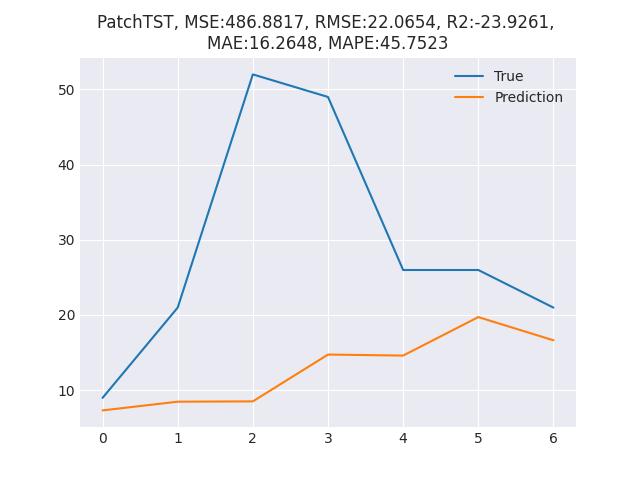 PatchTST, MSE:486.8817, RMSE:22.0654, R2:-23.9261,
MAE:16.2648, MAPE:45.7523
True
Prediction
50
40
30
20
10
0 1 2 3 4 5 6